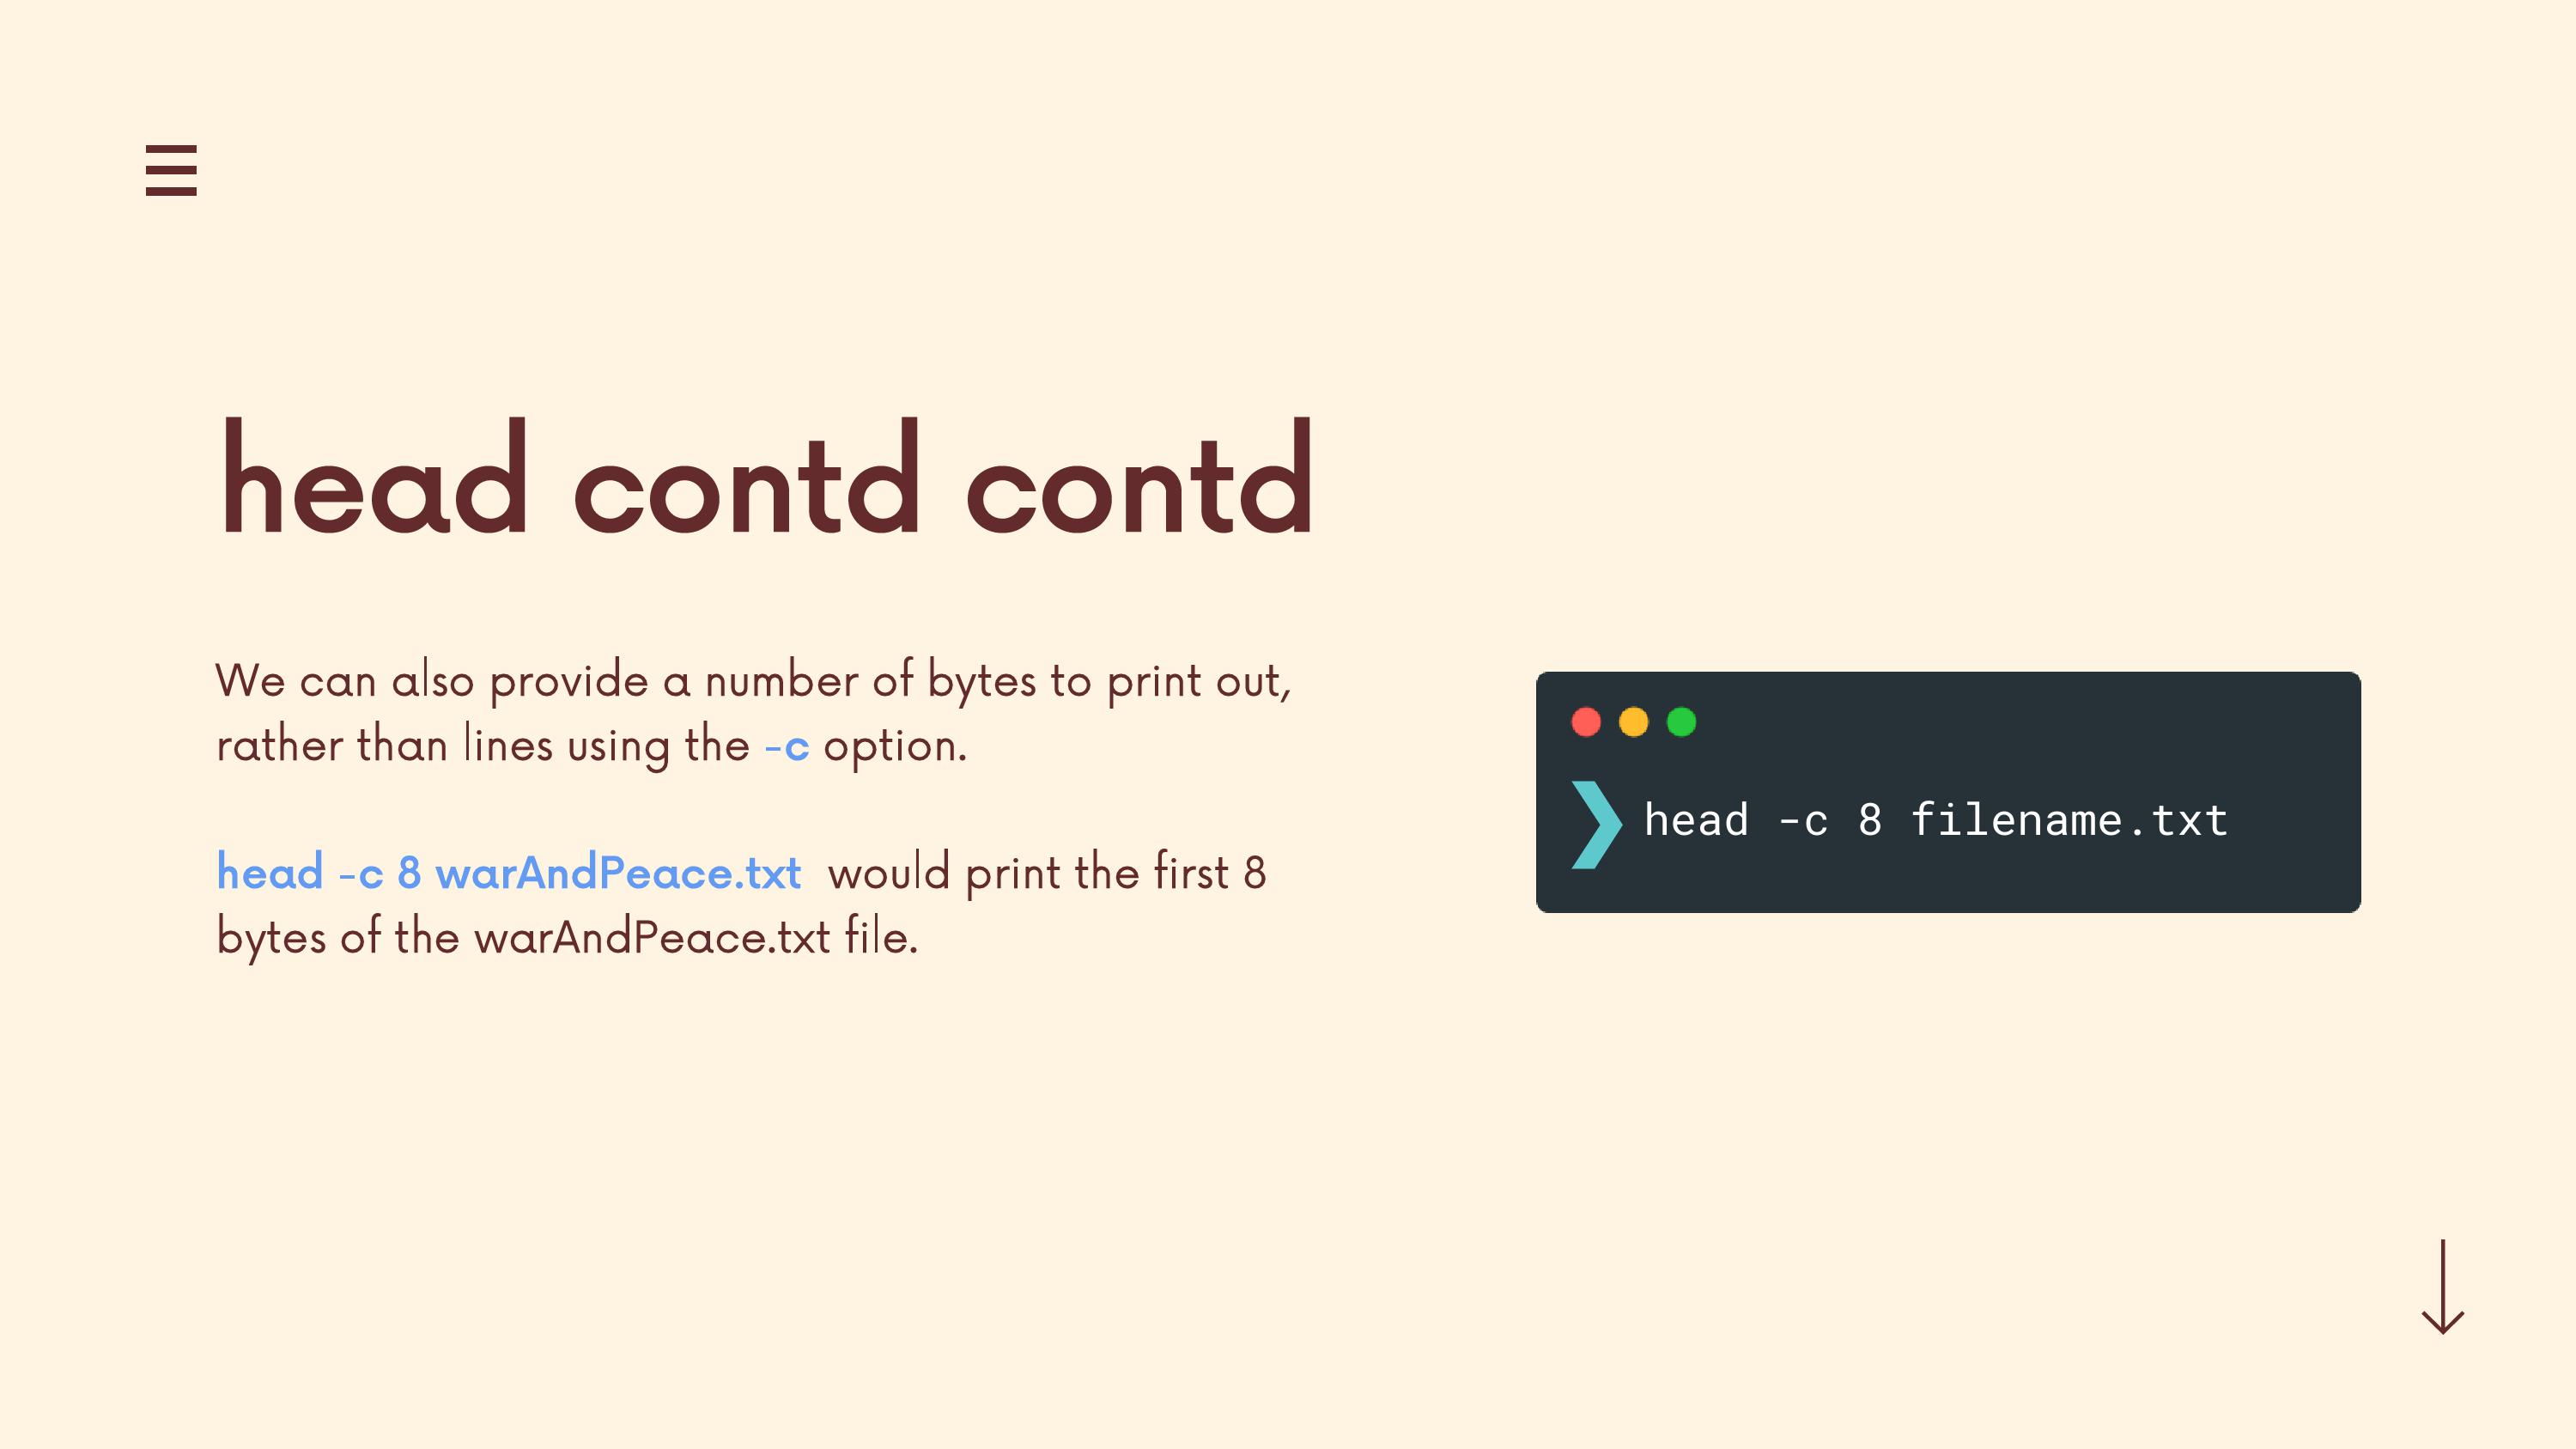 head contd contd
We can also provide a number of bytes to print out,
rather than lines using the -c option.
head -c 8 warAndPeace.txt  would print the first 8
bytes of the warAndPeace.txt file.
❯ head -c 8 filename.txt